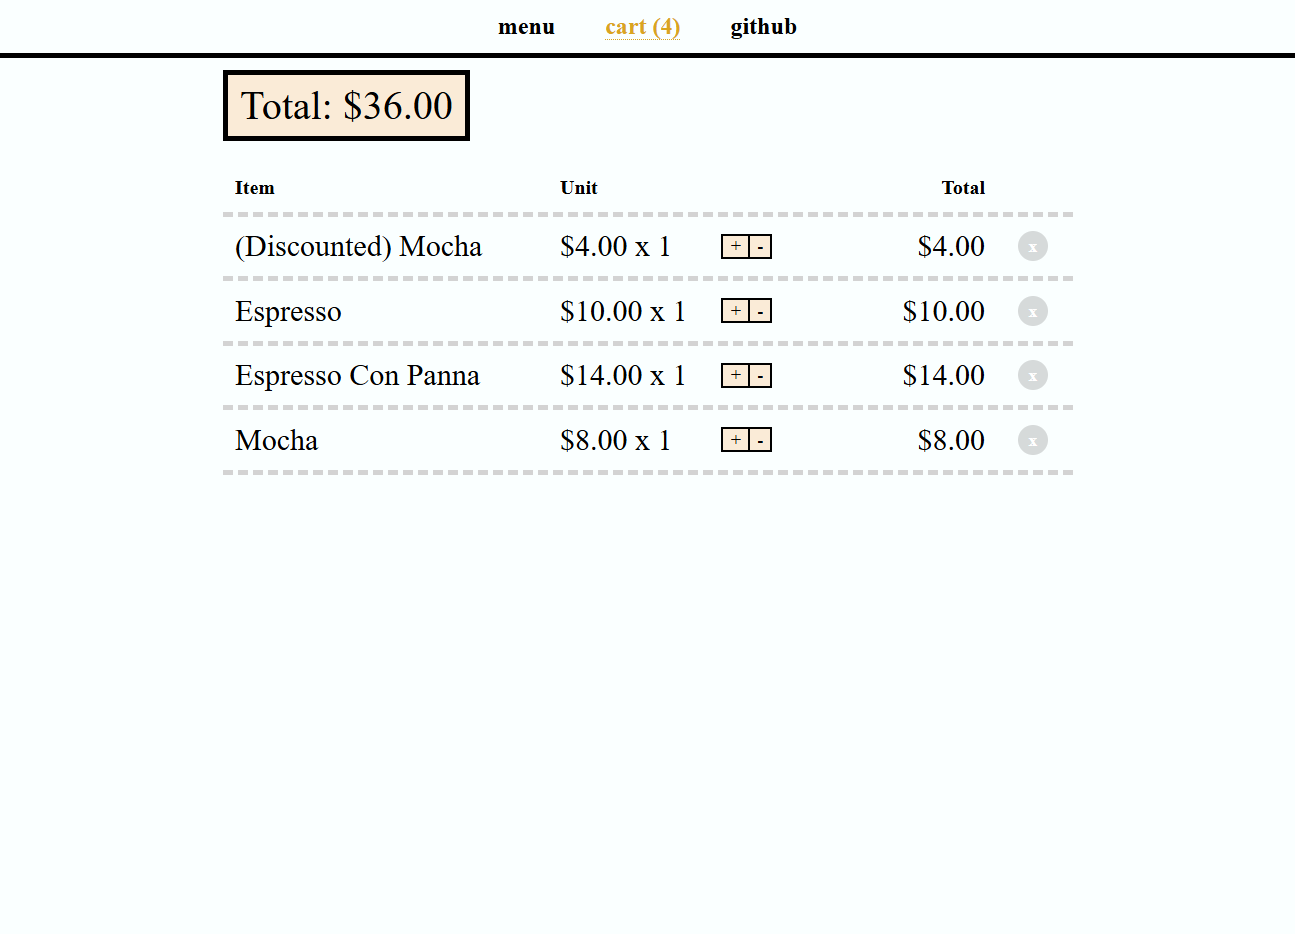 menu cart (4) github
Total: $36.00
Item Unit Total
(Discounted) Mocha $4.00 x 1 + - $4.00 x
Espresso $10.00 x 1 + - $10.00 x
Espresso Con Panna $14.00 x 1 + - $14.00 x
Mocha $8.00 x 1 + - $8.00 x